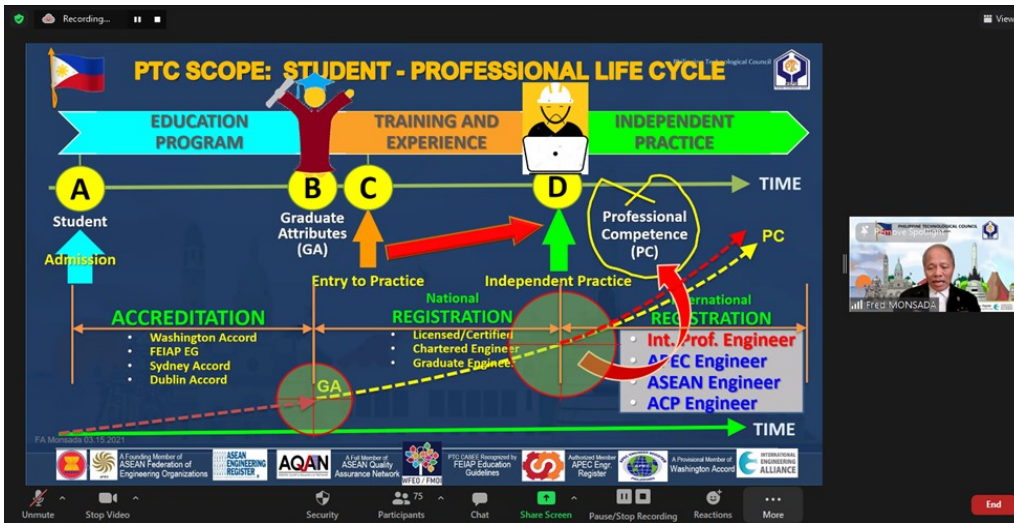 Recording...
View
PTC SCOPE: STUDENT - PROFESSIONAL LIFE CYCLE
Technological Council
EDUCATION
PROGRAM
TRAINING AND
EXPERIENCE
INDEPENDENT
PRACTICE
A
B
C
D
TIME
Student
Graduate
Attributes
(GA)
Professional
Competence
(PC)
PC
Admission
Entry to Practice
Independent Practice
ACCREDITATION
• Washington Accord
• FEIAP EG
• Sydney Accord
• Dublin Accord
National
REGISTRATION
• Licensed/Certified
• Chartered Engineer
• Graduate Engineer
GA
ernational
REG STRATION
• Int. Prof. Engineer
• APEC Engineer
• ASEAN Engineer
• ACP Engineer
TIME
FA Monsada 03.15.2021
A Founding Member of
ASEAN Federation of
Engineering Organizations
ASEAN
ENGINEERING
REGISTER
AQAN
A Full Member of
ASEAN Quality
Assurance Network
WFEO / FMOI
PTC CASEE Recognized by
FEIAP Education
Guidelines
Authorized Member
APEC Engr.
Register
A Provisional Member of
Washington Accord
INTERNATIONAL
ENGINEERING
ALLIANCE
PHILIPPINE TECHNOLOGICAL COUNCIL
Remove Spotlight
Fred MONSADA
Unmute
Stop Video
Security
75
Participants
Chat
Share Screen
Pause/Stop Recording
Reactions
More
End